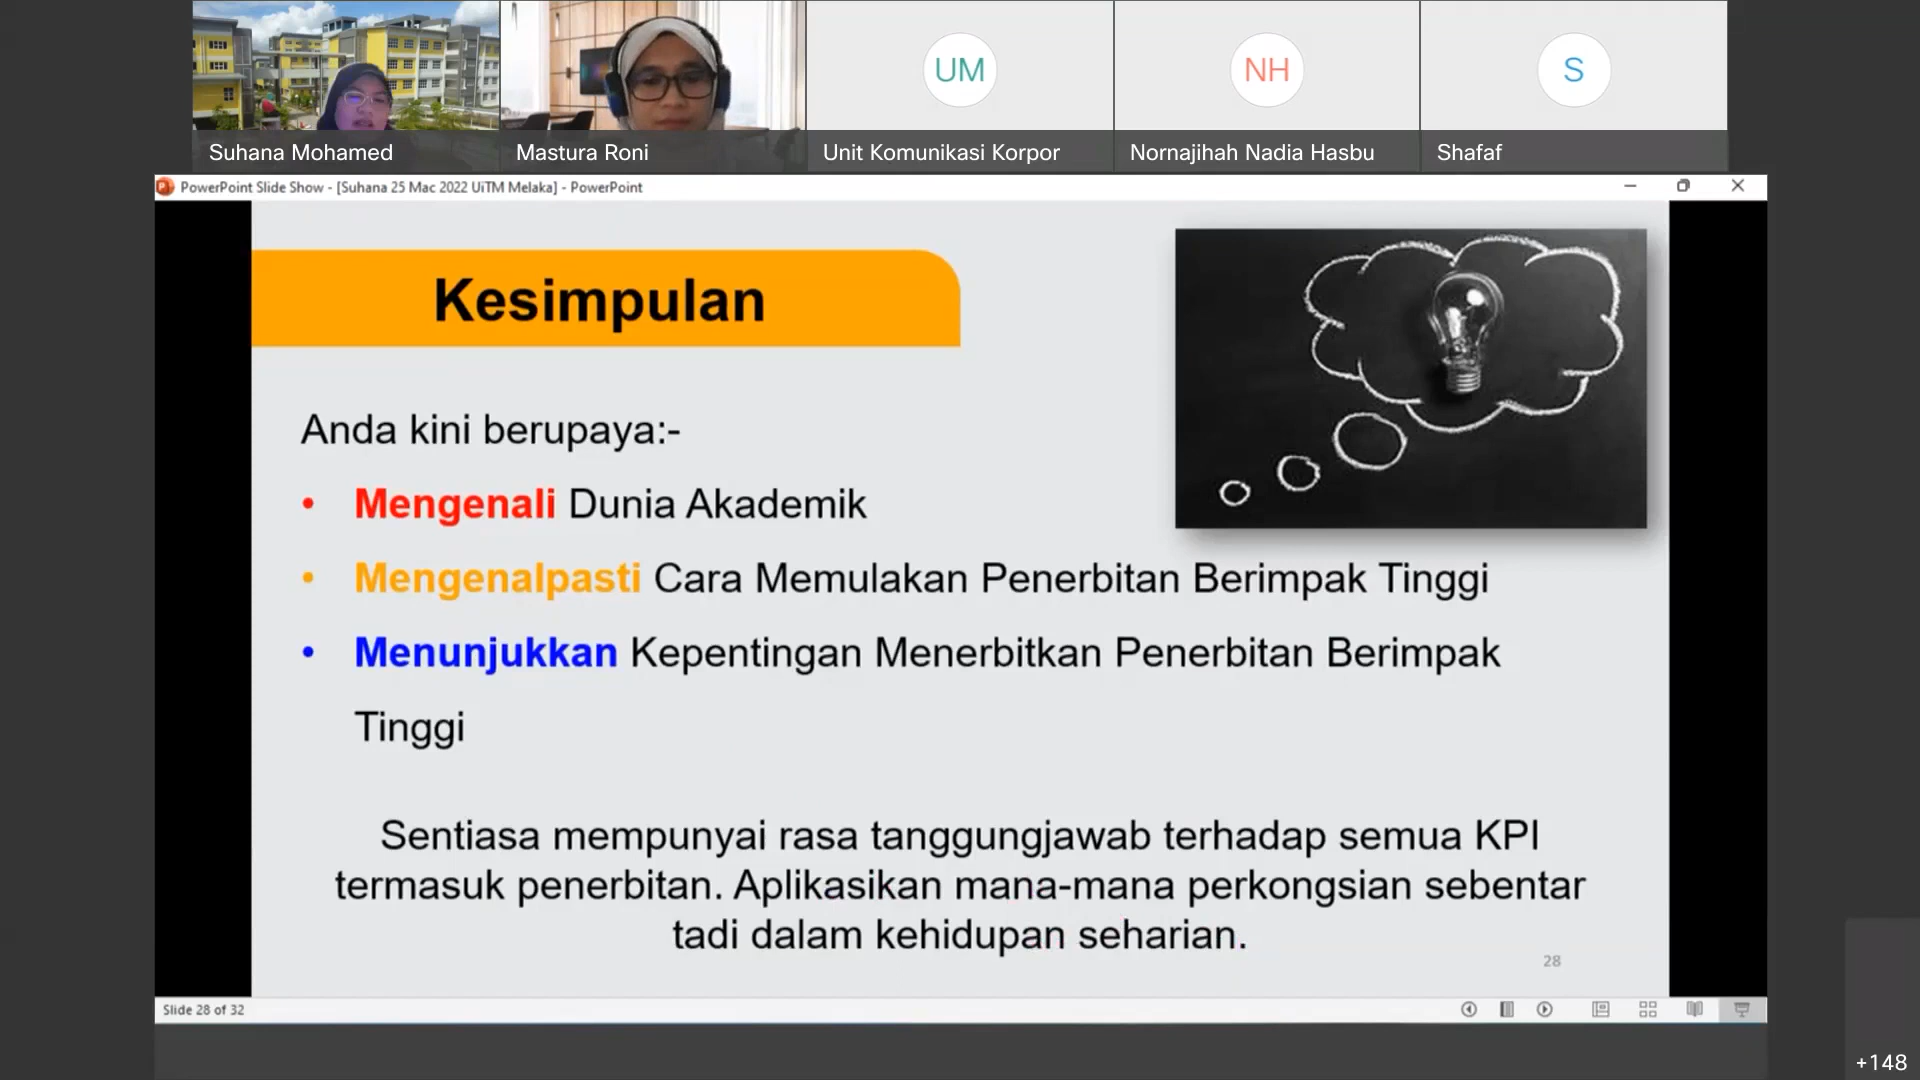 UM
NH
S
Suhana Mohamed
Mastura Roni
Unit Komunikasi Korpor
Nornajihah Nadia Hasbu
Shafaf
PowerPoint Slide Show - [Suhana 25 Mac 2022 UiTM Melaka] - PowerPoint
Kesimpulan
Anda kini berupaya:-
• Mengenali Dunia Akademik
• Mengenalpasti Cara Memulakan Penerbitan Berimpak Tinggi
• Menunjukkan Kepentingan Menerbitkan Penerbitan Berimpak
Tinggi
Sentiasa mempunyai rasa tanggungjawab terhadap semua KPI
termasuk penerbitan. Aplikasikan mana-mana perkongsian sebentar
tadi dalam kehidupan seharian.
28
Slide 28 of 32
+148